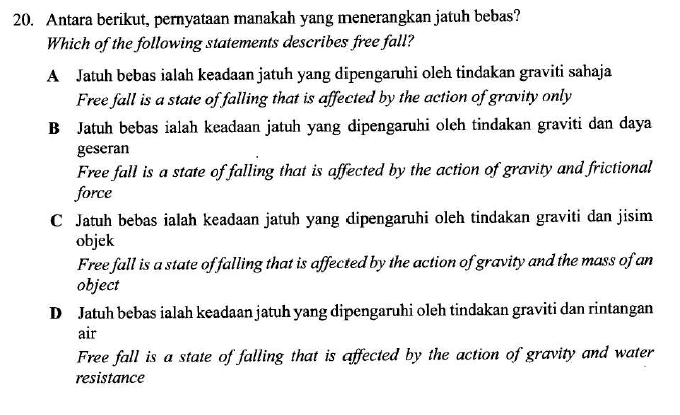 20. Antara berikut, pernyataan manakah yang menerangkan jatuh bebas?
Which of the following statements describes free fall?
A Jatuh bebas ialah keadaan jatuh yang dipengaruhi oleh tindakan graviti sahaja
Free fall is a state of falling that is affected by the action of gravity only
B Jatuh bebas ialah keadaan jatuh yang dipengaruhi oleh tindakan graviti dan daya
geseran
Free fall is a state of falling that is affected by the action of gravity and frictional
force
C Jatuh bebas ialah keadaan jatuh yang dipengaruhi oleh tindakan graviti dan jisim
objek
Free fall is a state of falling that is affected by the action of gravity and the mass of an
object
D Jatuh bebas ialah keadaan jatuh yang dipengaruhi oleh tindakan graviti dan rintangan
air
Free fall is a state of falling that is affected by the action of gravity and water
resistance